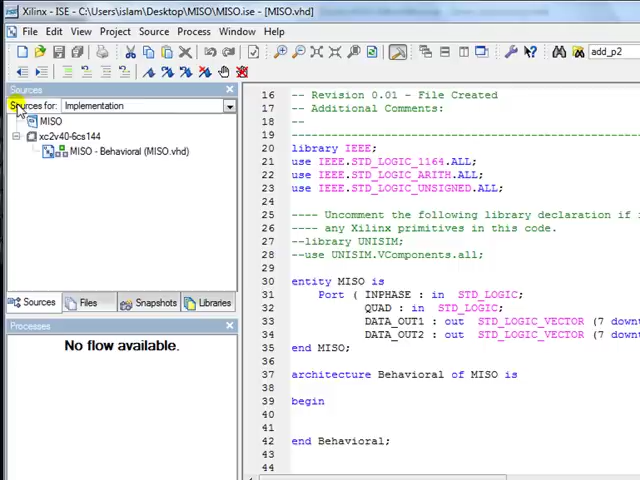 Xilinx - ISE - C:\Users\islam\Desktop\MISO\MISO.ise - [MISO.vhd]
File Edit View Project Source Process Window Help
add_p2
Sources
Sources for: Implementation
MISO
xc2v40-6cs144
MISO - Behavioral (MISO.vhd)
Sources Files Snapshots Libraries
Processes
No flow available.
16 -- Revision 0.01 - File Created
17 -- Additional Comments:
18 --
19 ----------------------------------------------------
20 library IEEE;
21 use IEEE.STD_LOGIC_1164.ALL;
22 use IEEE.STD_LOGIC_ARITH.ALL;
23 use IEEE.STD_LOGIC_UNSIGNED.ALL;
24
25 ---- Uncomment the following library declaration if
26 ---- any Xilinx primitives in this code.
27 --library UNISIM;
28 --use UNISIM.VComponents.all;
29
30 entity MISO is
31 Port ( INPHASE : in STD_LOGIC;
32 QUAD : in STD_LOGIC;
33 DATA_OUT1 : out STD_LOGIC_VECTOR (7 downt
34 DATA_OUT2 : out STD_LOGIC_VECTOR (7 downt
35 end MISO;
36
37 architecture Behavioral of MISO is
38
39 begin
40
41
42 end Behavioral;
43
44